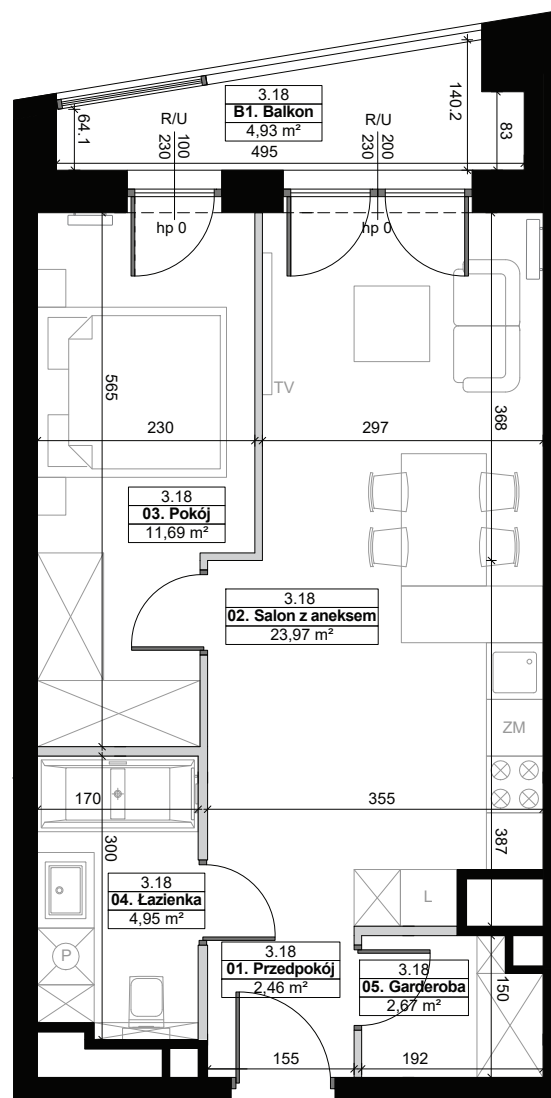 3.18
B1. Balkon
4,93 m²
495
64.1
140.2
83
R/U
100
230
hp 0
R/U
200
230
hp 0
565
230
297
368
TV
3.18
03. Pokój
11,69 m²
3.18
02. Salon z aneksem
23,97 m²
ZM
170
355
300
387
3.18
04. Łazienka
4,95 m²
L
P
3.18
01. Przedpokój
2,46 m²
3.18
05. Garderoba
2,67 m²
150
155
192